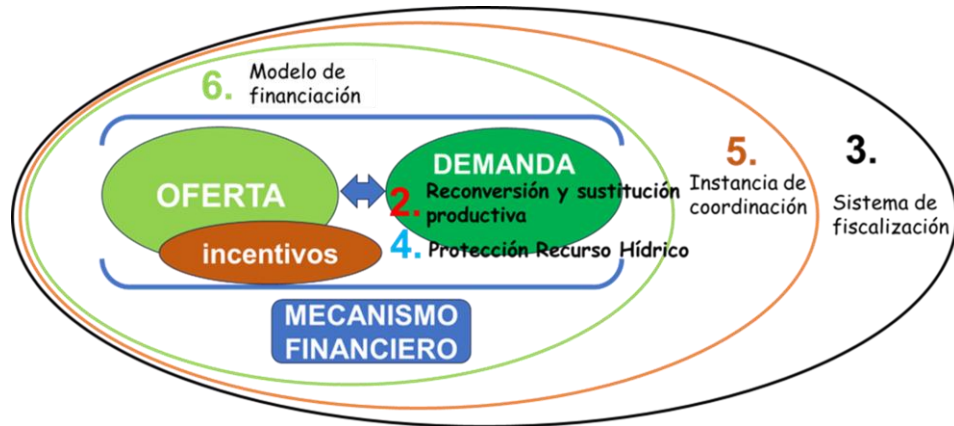 6. Modelo de
financiación
OFERTA
incentivos
DEMANDA
2. Reconversión y sustitución
productiva
4. Protección Recurso Hídrico
MECANISMO
FINANCIERO
5.
Instancia de
coordinación
3.
Sistema de
fiscalización